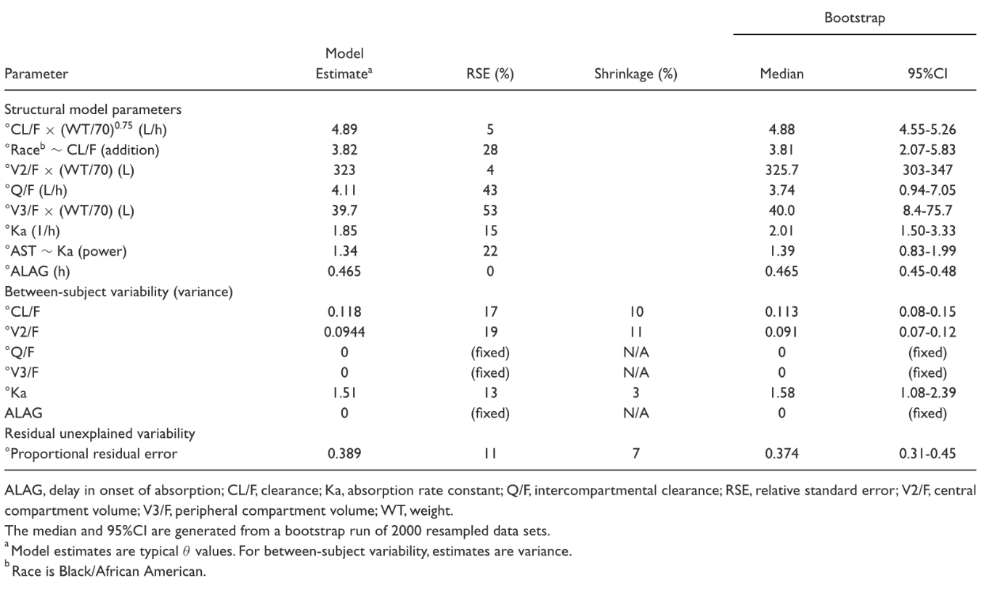 Bootstrap
Model
Parameter Estimateᵃ RSE (%) Shrinkage (%) Median 95%CI
Structural model parameters
°CL/F × (WT/70)⁰·⁷⁵ (L/h) 4.89 5 4.88 4.55-5.26
°Raceᵇ ∼ CL/F (addition) 3.82 28 3.81 2.07-5.83
°V2/F × (WT/70) (L) 323 4 325.7 303-347
°Q/F (L/h) 4.11 43 3.74 0.94-7.05
°V3/F × (WT/70) (L) 39.7 53 40.0 8.4-75.7
°Ka (1/h) 1.85 15 2.01 1.50-3.33
°AST ∼ Ka (power) 1.34 22 1.39 0.83-1.99
°ALAG (h) 0.465 0 0.465 0.45-0.48
Between-subject variability (variance)
°CL/F 0.118 17 10 0.113 0.08-0.15
°V2/F 0.0944 19 11 0.091 0.07-0.12
°Q/F 0 (fixed) N/A 0 (fixed)
°V3/F 0 (fixed) N/A 0 (fixed)
°Ka 1.51 13 3 1.58 1.08-2.39
ALAG 0 (fixed) N/A 0 (fixed)
Residual unexplained variability
°Proportional residual error 0.389 11 7 0.374 0.31-0.45
ALAG, delay in onset of absorption; CL/F, clearance; Ka, absorption rate constant; Q/F, intercompartmental clearance; RSE, relative standard error; V2/F, central
compartment volume; V3/F, peripheral compartment volume; WT, weight.
The median and 95%CI are generated from a bootstrap run of 2000 resampled data sets.
ᵃ Model estimates are typical θ values. For between-subject variability, estimates are variance.
ᵇ Race is Black/African American.